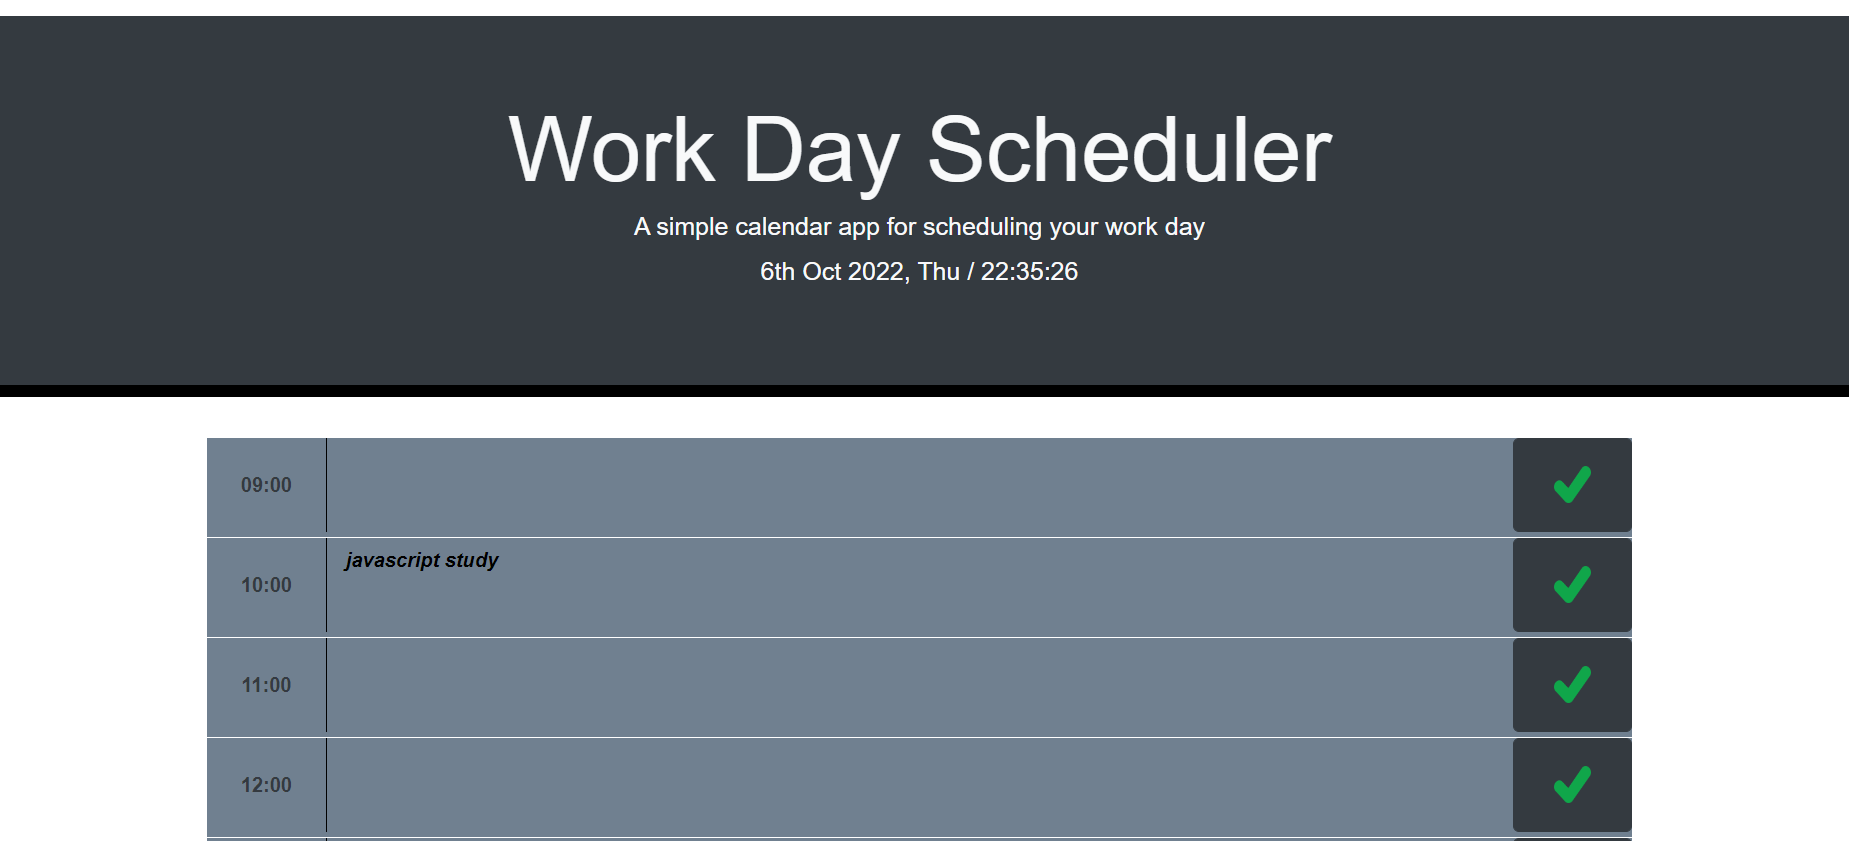 Work Day Scheduler
A simple calendar app for scheduling your work day
6th Oct 2022, Thu / 22:35:26
09:00
10:00 javascript study
11:00
12:00